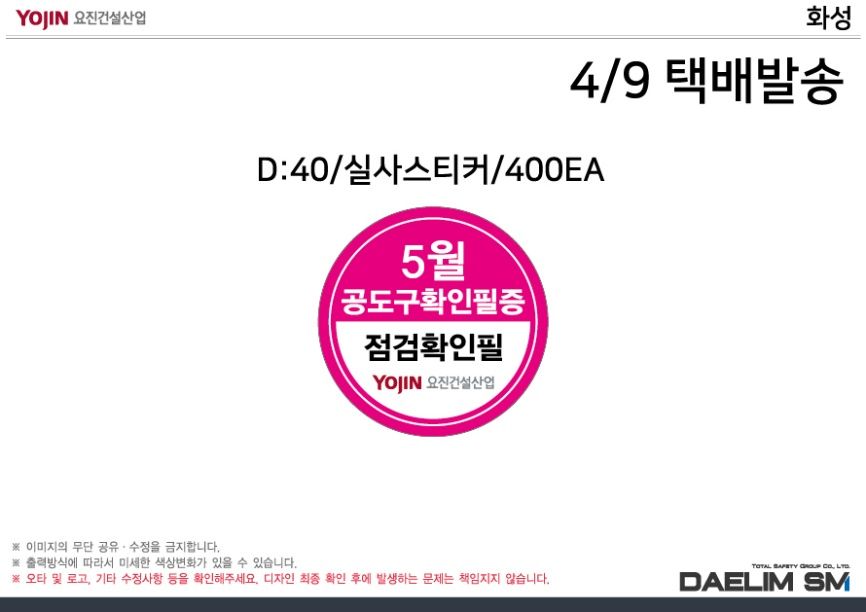 YOJIN 요진건설산업
화성
4/9 택배발송
D:40/실사스티커/400EA
5월
공도구확인필증
점검확인필
YOJIN 요진건설산업
※ 이미지의 무단 공유 · 수정을 금지합니다.
※ 출력방식에 따라서 미세한 색상변화가 있을 수 있습니다.
※ 오타 및 로고, 기타 수정사항 등을 확인해주세요. 디자인 최종 확인 후에 발생하는 문제는 책임지지 않습니다.
TOTAL SAFETY GROUP CO., LTD.
DAELIM SM